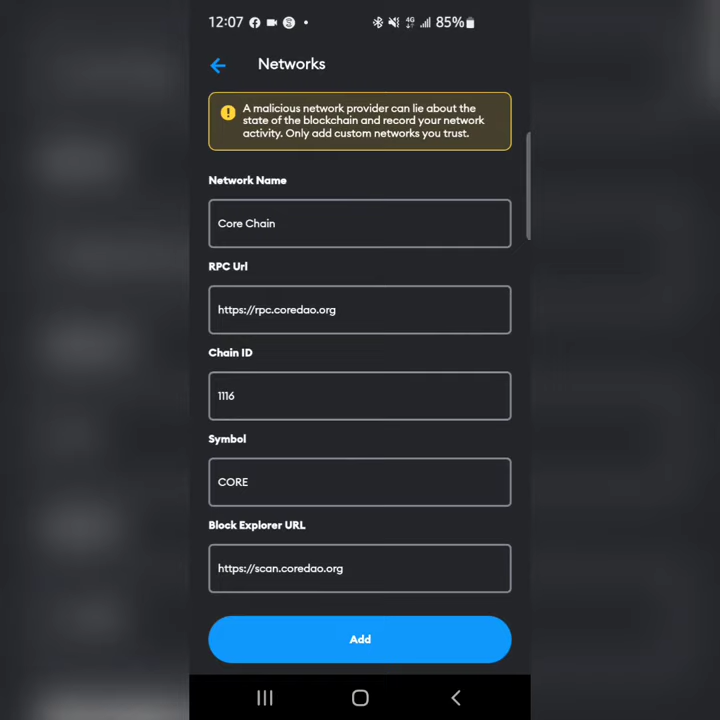 12:07
4G
85%
Networks
A malicious network provider can lie about the
state of the blockchain and record your network
activity. Only add custom networks you trust.
Network Name
Core Chain
RPC Url
https://rpc.coredao.org
Chain ID
1116
Symbol
CORE
Block Explorer URL
https://scan.coredao.org
Add